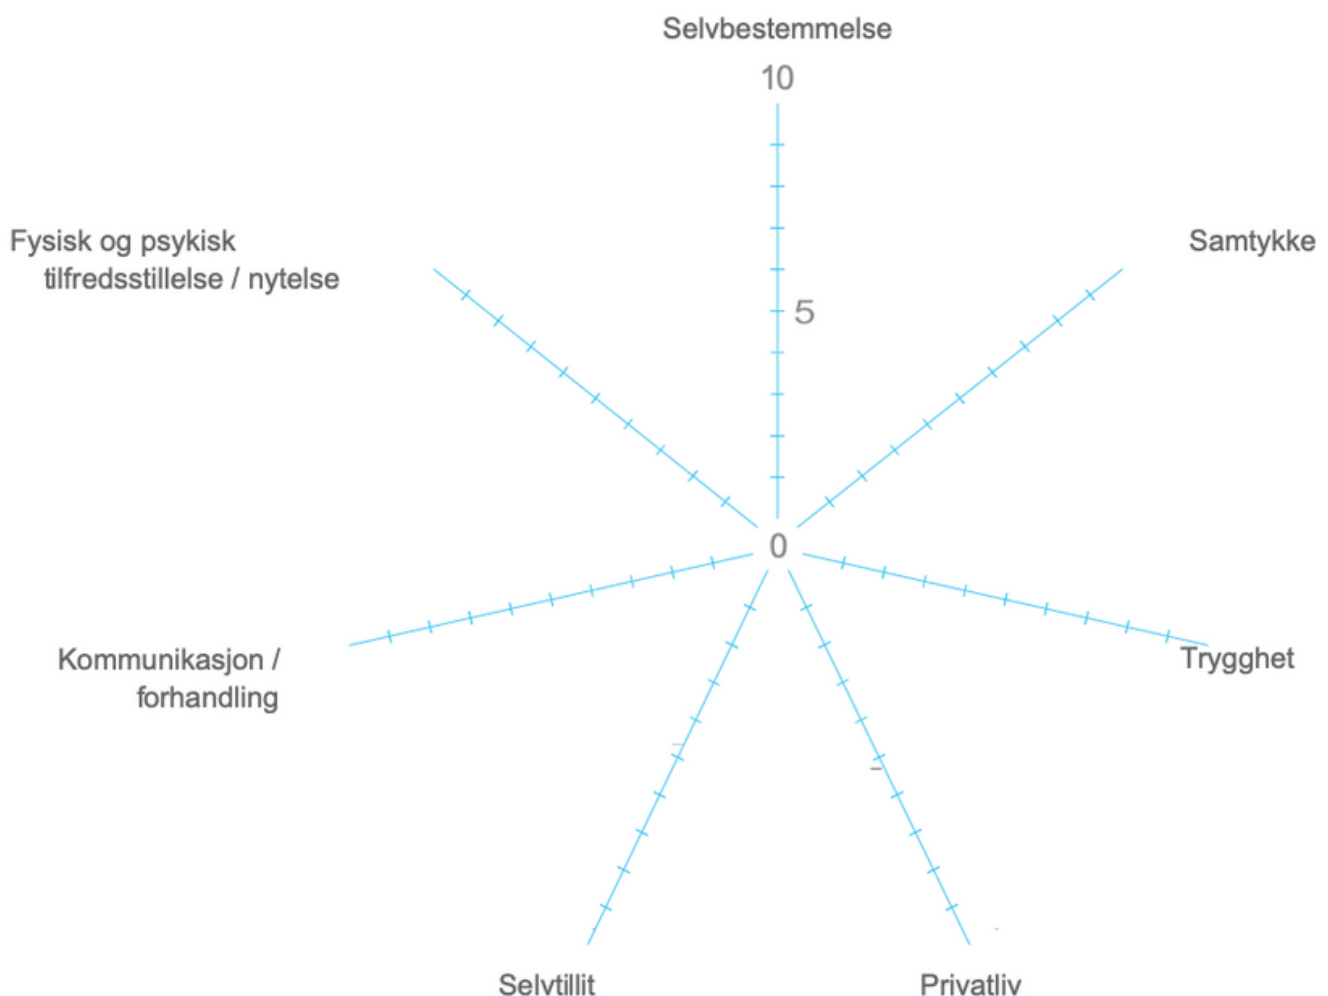 Selvbestemmelse
10
Fysisk og psykisk
tilfredsstillelse / nytelse
Samtykke
5
0
Kommunikasjon /
forhandling
Trygghet
Selvtillit
Privatliv